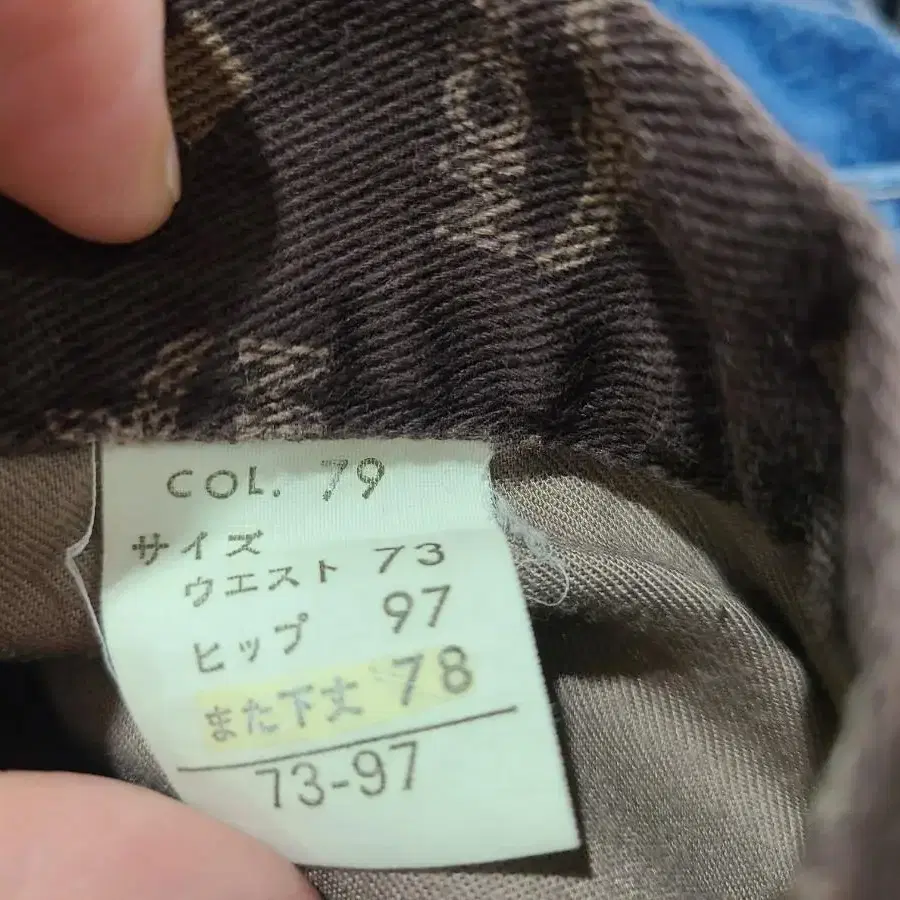 COL. 79
サイズ
ウエスト 73
ヒップ 97
また下丈 78
73-97